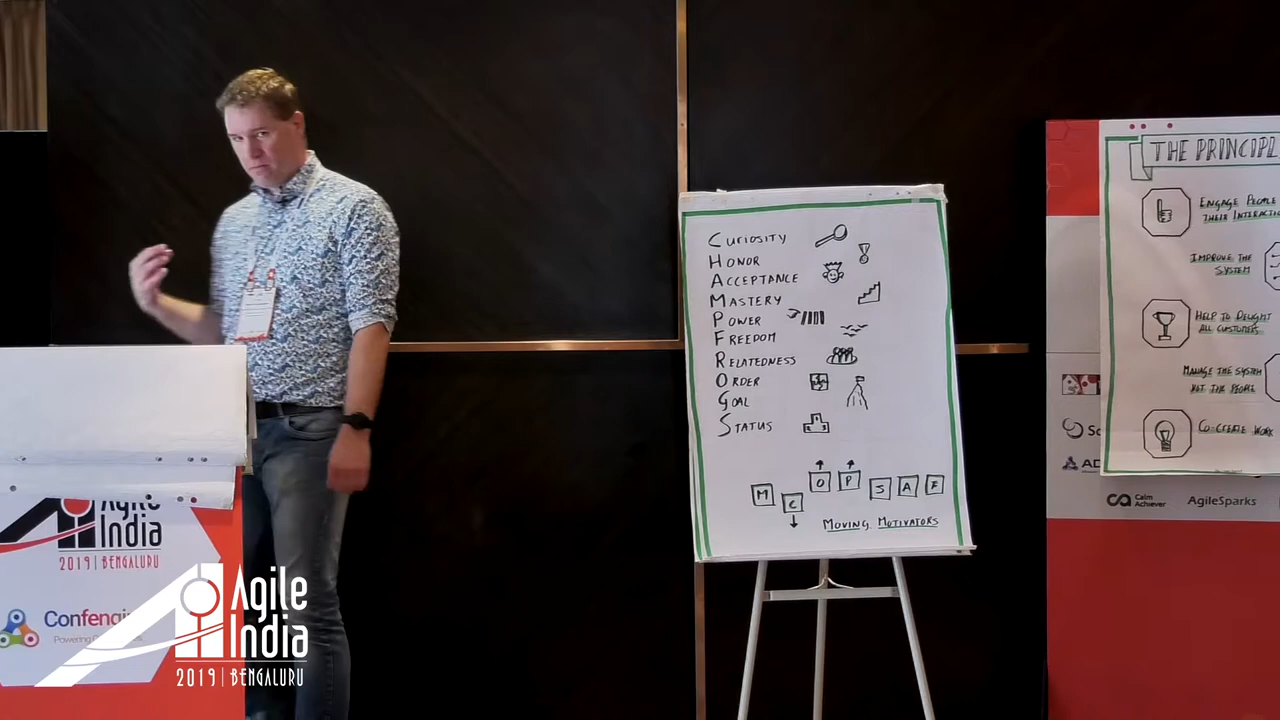 Curiosity
Honor
Acceptance
Mastery
Power
Freedom
Relatedness
Order
Goal
Status
M C O P S A F
Moving Motivators
THE PRINCIPL
ENGAGE PEOPLE
THEIR INTERACTIO
IMPROVE THE
SYSTEM
HELP TO DELIGHT
ALL CUSTOMERS
MANAGE THE SYSTEM
NOT THE PEOPLE
CO-CREATE WORK
Calm
Achiever
AgileSparks
Agile
India
2019 | BENGALURU
Confengin
Agile
India
2019 | BENGALURU